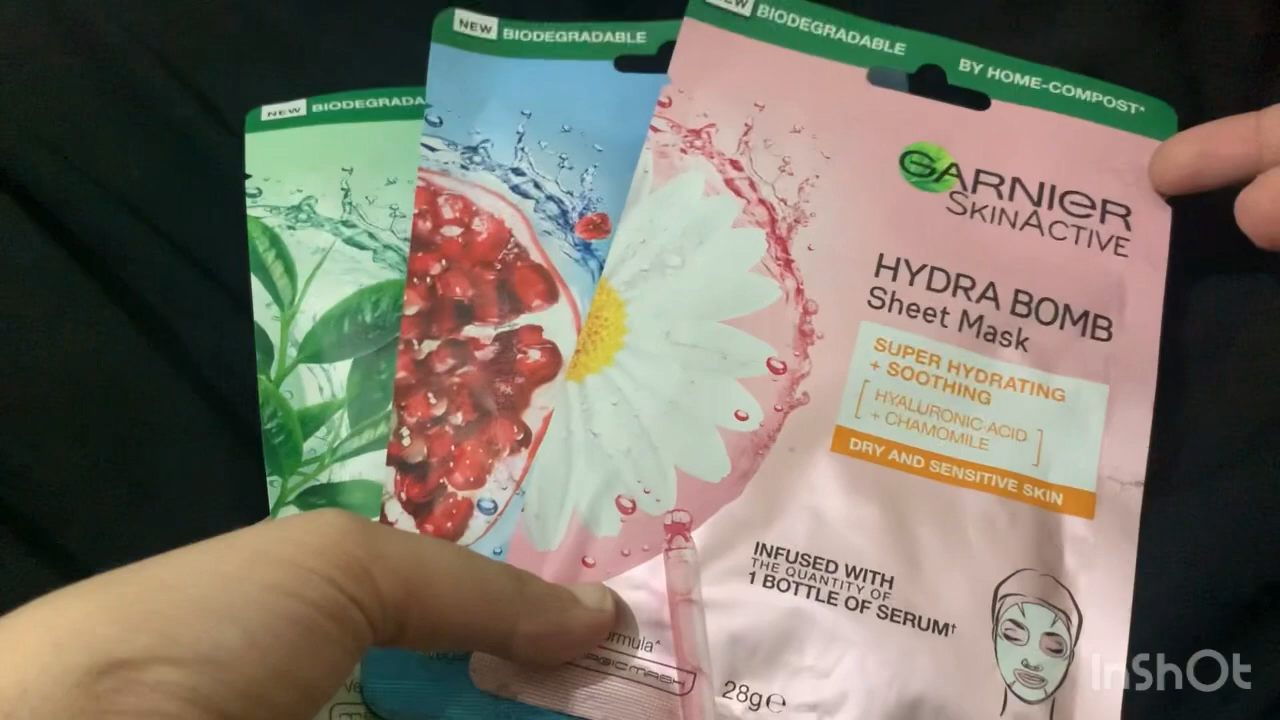 NEW BIODEGRADA
NEW BIODEGRADABLE
NEW BIODEGRADABLE BY HOME-COMPOST*
GARNIER
SKINACTIVE
HYDRA BOMB
Sheet Mask
SUPER HYDRATING
+ SOOTHING
[HYALURONIC ACID
+ CHAMOMILE]
DRY AND SENSITIVE SKIN
INFUSED WITH
THE QUANTITY OF
1 BOTTLE OF SERUM†
28g℮
InShOt